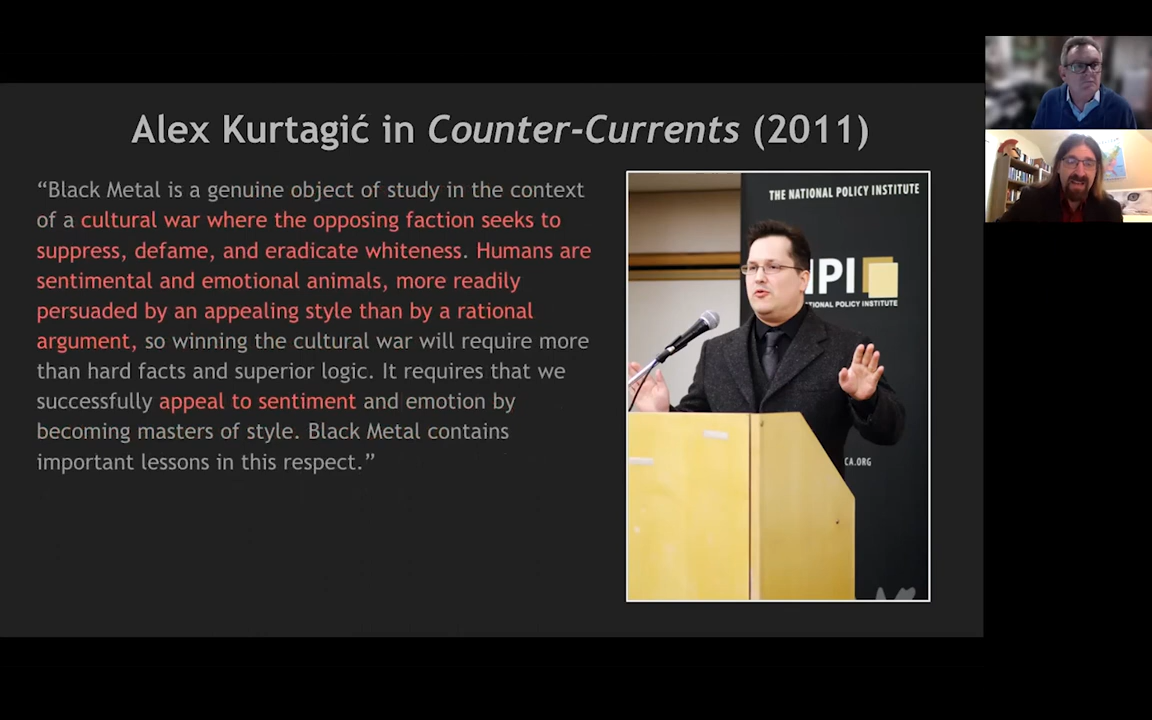 Alex Kurtagić in Counter-Currents (2011)
“Black Metal is a genuine object of study in the context
of a cultural war where the opposing faction seeks to
suppress, defame, and eradicate whiteness. Humans are
sentimental and emotional animals, more readily
persuaded by an appealing style than by a rational
argument, so winning the cultural war will require more
than hard facts and superior logic. It requires that we
successfully appeal to sentiment and emotion by
becoming masters of style. Black Metal contains
important lessons in this respect.”
THE NATIONAL POLICY INSTITUTE
NPI
NATIONAL POLICY INSTITUTE
CA.ORG